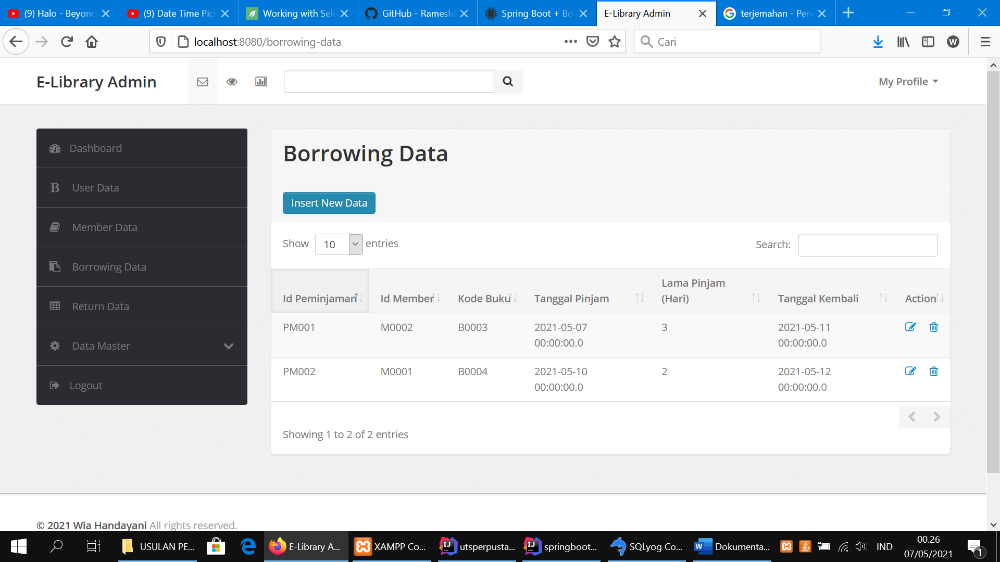 (9) Halo - Beyonc
(9) Date Time Pick
Working with Sele
GitHub - Ramesh
Spring Boot + Bo
E-Library Admin
terjemahan - Pen
localhost:8080/borrowing-data
Cari
W
E-Library Admin
My Profile
Dashboard
B User Data
Member Data
Borrowing Data
Return Data
Data Master
Logout
Borrowing Data
Insert New Data
Show 10 entries
Search:
Id Peminjaman Id Member Kode Buku Tanggal Pinjam Lama Pinjam (Hari) Tanggal Kembali Action
PM001 M0002 B0003 2021-05-07 00:00:00.0 3 2021-05-11 00:00:00.0
PM002 M0001 B0004 2021-05-10 00:00:00.0 2 2021-05-12 00:00:00.0
Showing 1 to 2 of 2 entries
© 2021 Wia Handayani All rights reserved.
USULAN PE...
E-Library A...
XAMPP Co...
utsperpusta...
springboot...
SQLyog Co...
Dokumenta...
IND
00.26
07/05/2021
1